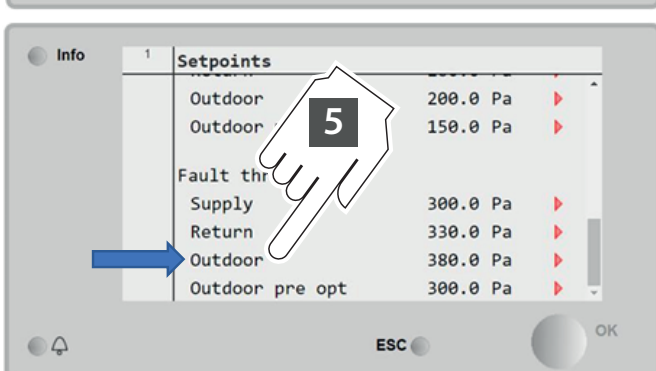 Info
1
Setpoints
Outdoor 200.0 Pa
Outdoor 150.0 Pa
5
Fault
Supply 300.0 Pa
Return 330.0 Pa
Outdoor 380.0 Pa
Outdoor pre opt 300.0 Pa
ESC
OK